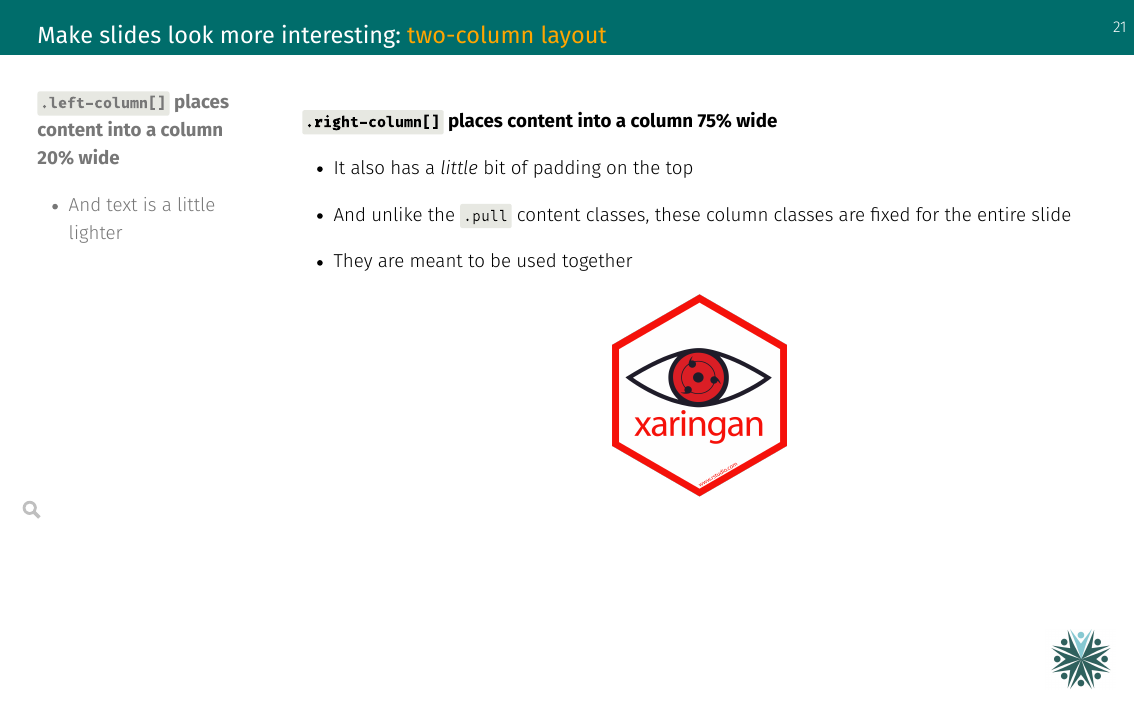 Make slides look more interesting: two-column layout
21
.left-column[] places
content into a column
20% wide
• And text is a little
lighter
.right-column[] places content into a column 75% wide
• It also has a little bit of padding on the top
• And unlike the .pull content classes, these column classes are fixed for the entire slide
• They are meant to be used together
xaringan
www.rstudio.com